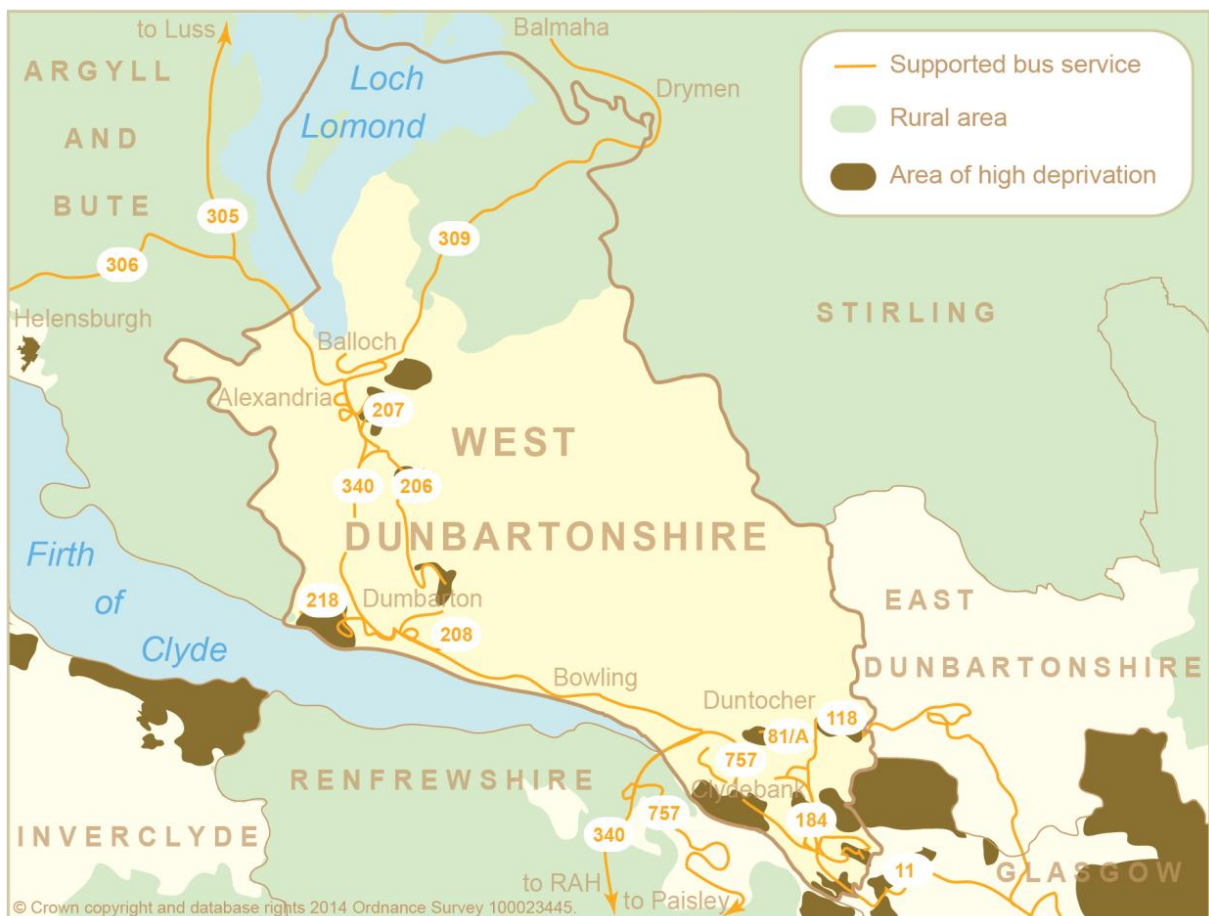 to Luss
Balmaha
ARGYLL
AND
BUTE
Loch
Lomond
Drymen
Supported bus service
Rural area
Area of high deprivation
305
309
306
STIRLING
Helensburgh
Balloch
Alexandria
207
WEST
340
206
DUNBARTONSHIRE
Firth
of
Clyde
218
Dumbarton
208
EAST
DUNBARTONSHIRE
Bowling
Duntocher
118
81/A
757
RENFREWSHIRE
Clydebank
INVERCLYDE
340
757
184
11
GLASGOW
to RAH
to Paisley
© Crown copyright and database rights 2014 Ordnance Survey 100023445.